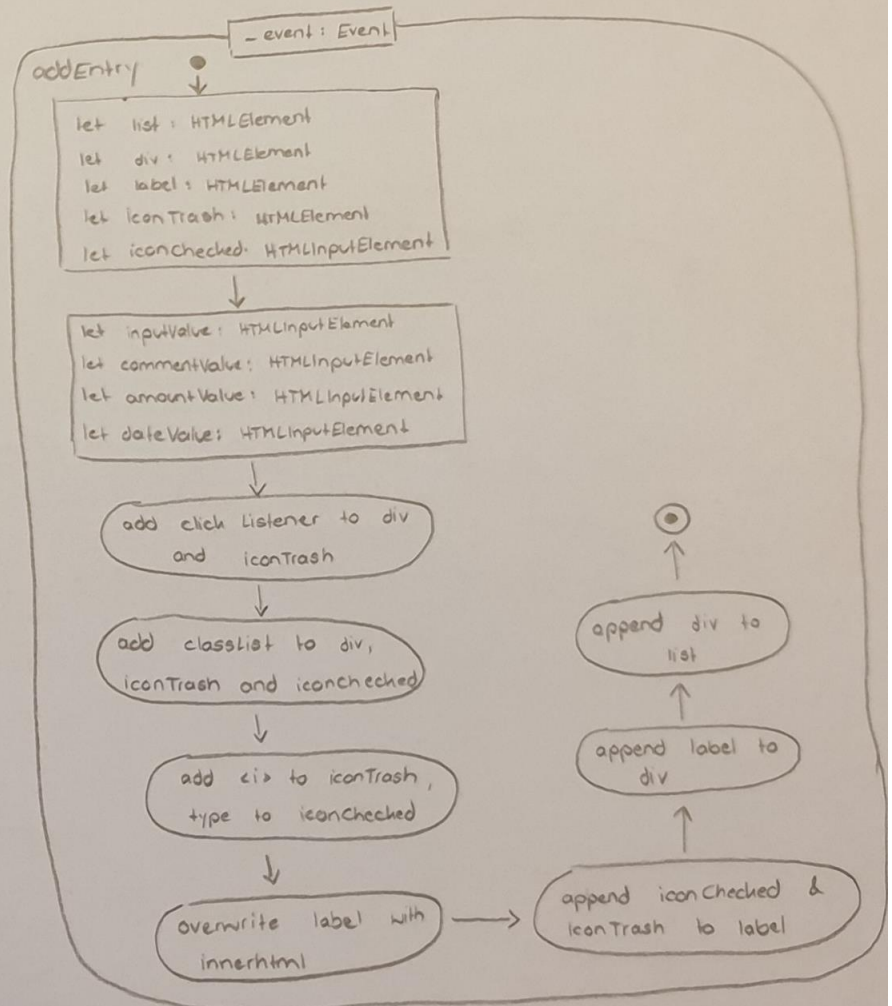 _event: Event
addEntry
let list: HTMLElement
let div: HTMLElement
let label: HTMLElement
let iconTrash: HTMLElement
let iconChecked: HTMLInputElement
let inputValue: HTMLInputElement
let commentValue: HTMLInputElement
let amountValue: HTMLInputElement
let dateValue: HTMLInputElement
add click Listener to div
and iconTrash
add classList to div,
iconTrash and iconchecked
add <i> to iconTrash,
type to iconChecked
overwrite label with
innerhtml
append iconChecked &
iconTrash to label
append label to
div
append div to
list